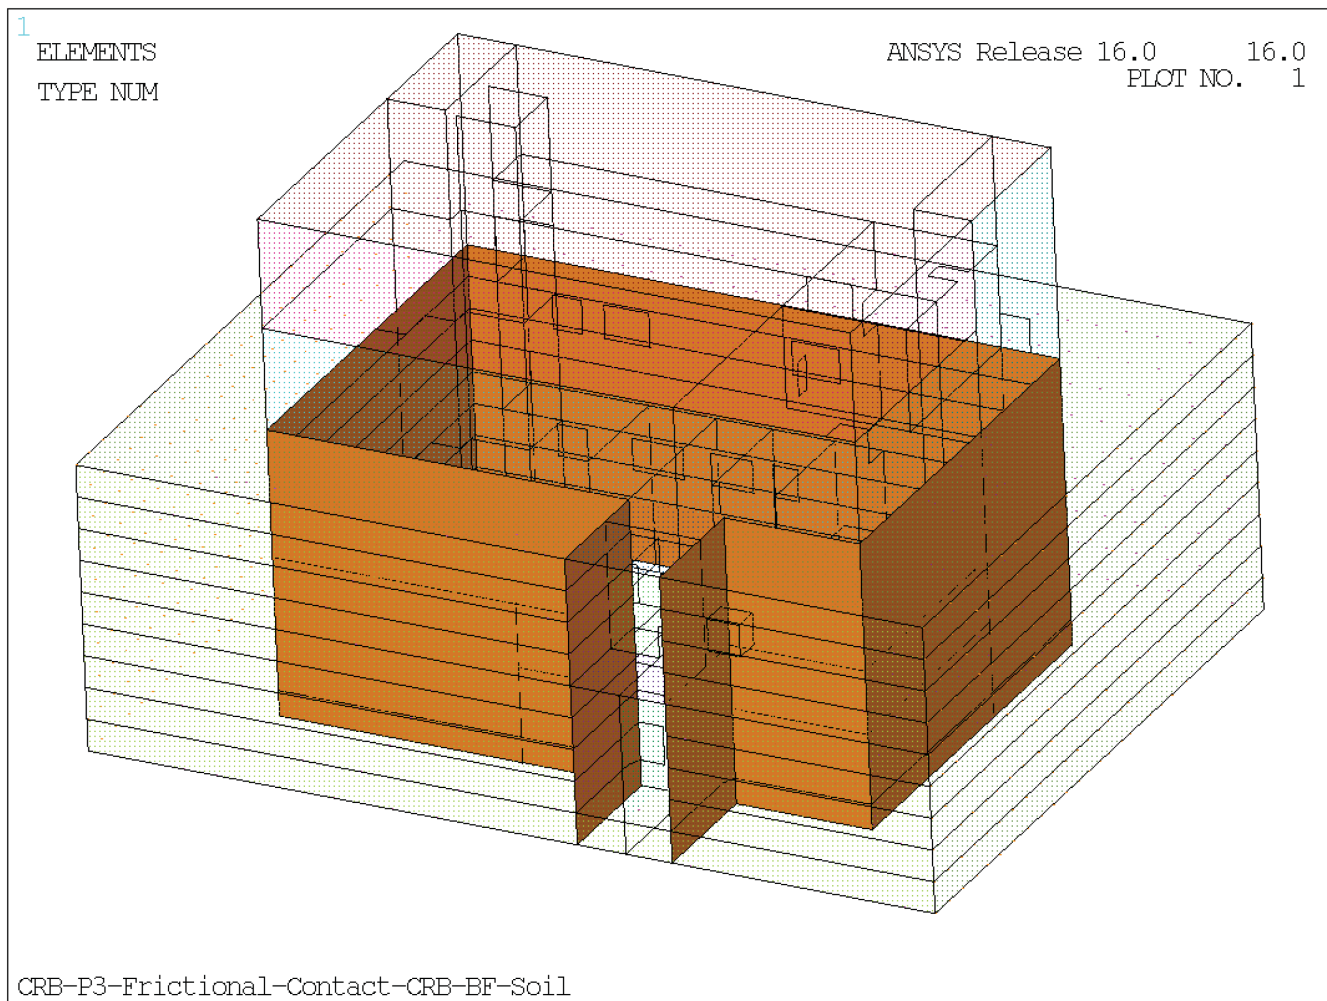 1
ELEMENTS
TYPE NUM
ANSYS Release 16.0 16.0
PLOT NO. 1
CRB-P3-Frictional-Contact-CRB-BF-Soil